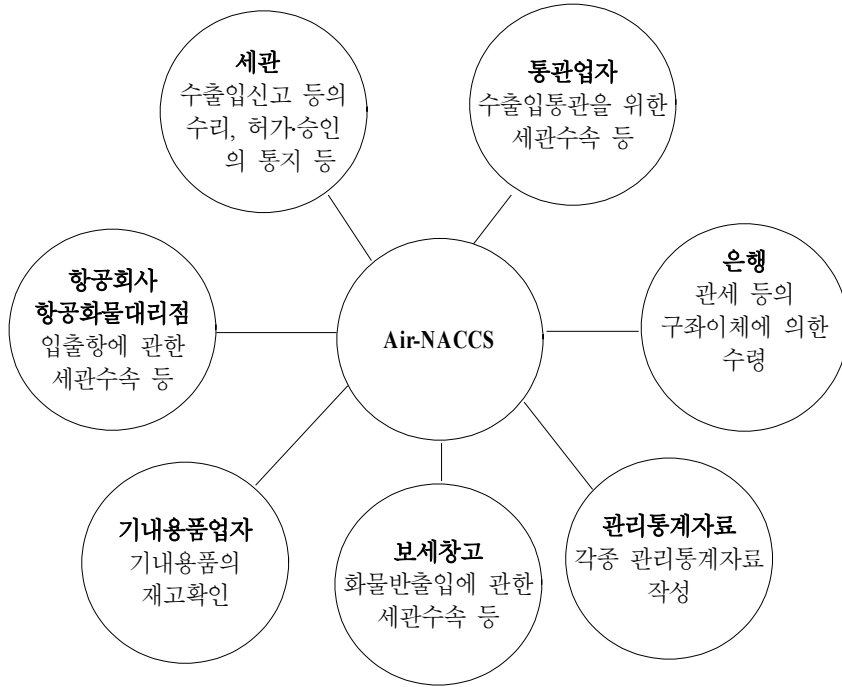 세관
수출입신고 등의
수리, 허가·승인
의 통지 등
통관업자
수출입통관을 위한
세관수속 등
항공회사
항공화물대리점
입출항에 관한
세관수속 등
Air-NACCS
은행
관세 등의
구좌이체에 의한
수령
기내용품업자
기내용품의
재고확인
보세창고
화물반출입에 관한
세관수속 등
관리통계자료
각종 관리통계자료
작성